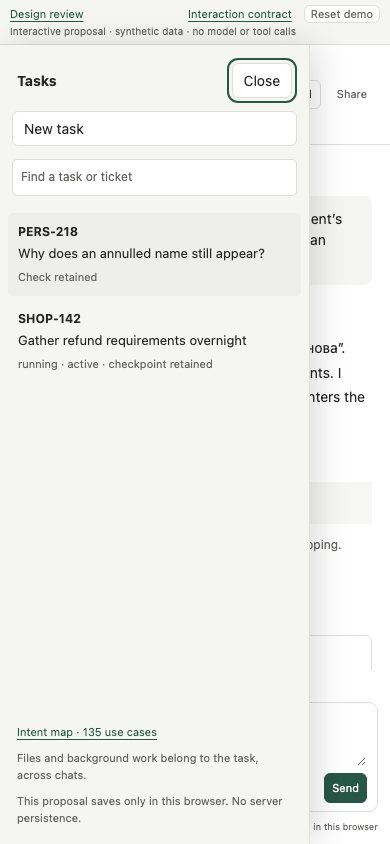 Design review
Interaction contract
Reset demo
Interactive proposal · synthetic data · no model or tool calls
Tasks
Close
Share
New task
Find a task or ticket
PERS-218
Why does an annulled name still appear?
Check retained
SHOP-142
Gather refund requirements overnight
running · active · checkpoint retained
an
nts. I
the
Intent map · 135 use cases
Files and background work belong to the task,
across chats.
This proposal saves only in this browser. No server
persistence.
Send
in this browser